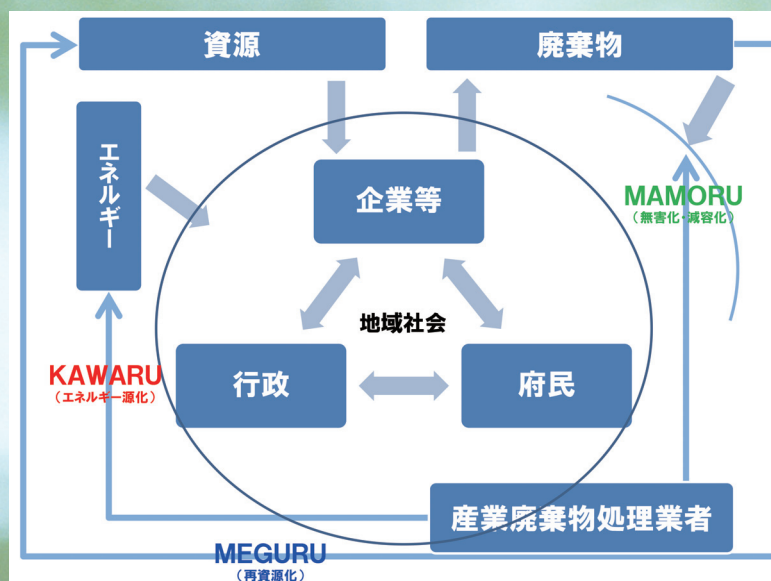 資源
廃棄物
エネルギー
企業等
MAMORU
(無害化・減容化)
地域社会
行政
府民
KAWARU
(エネルギー源化)
産業廃棄物処理業者
MEGURU
(再資源化)